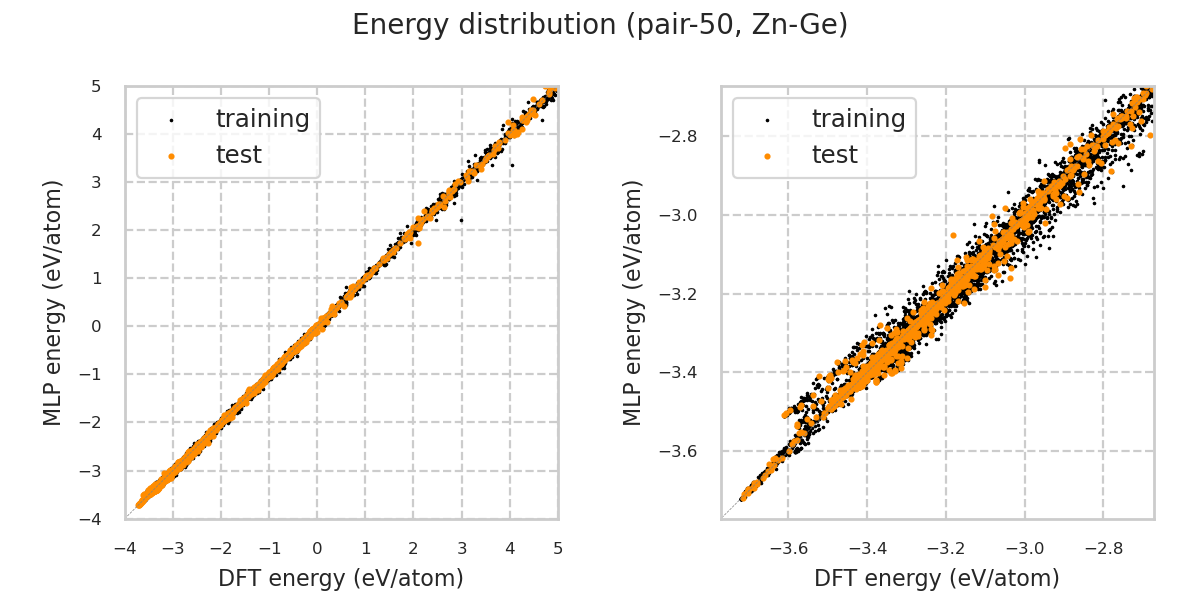 Energy distribution (pair-50, Zn-Ge)
training
test
MLP energy (eV/atom)
5
4
3
2
1
0
−1
−2
−3
−4
−4 −3 −2 −1 0 1 2 3 4 5
DFT energy (eV/atom)
training
test
MLP energy (eV/atom)
−2.8
−3.0
−3.2
−3.4
−3.6
−3.6 −3.4 −3.2 −3.0 −2.8
DFT energy (eV/atom)